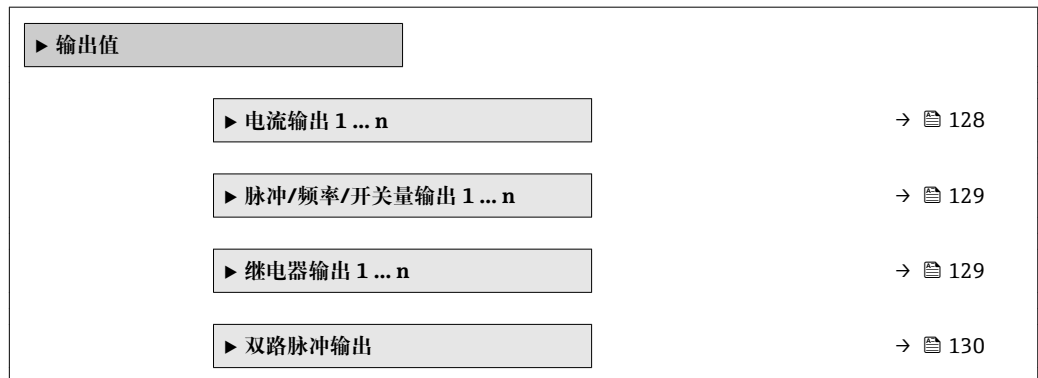 ▶ 输出值
▶ 电流输出 1 ... n → 128
▶ 脉冲/频率/开关量输出 1 ... n → 129
▶ 继电器输出 1 ... n → 129
▶ 双路脉冲输出 → 130